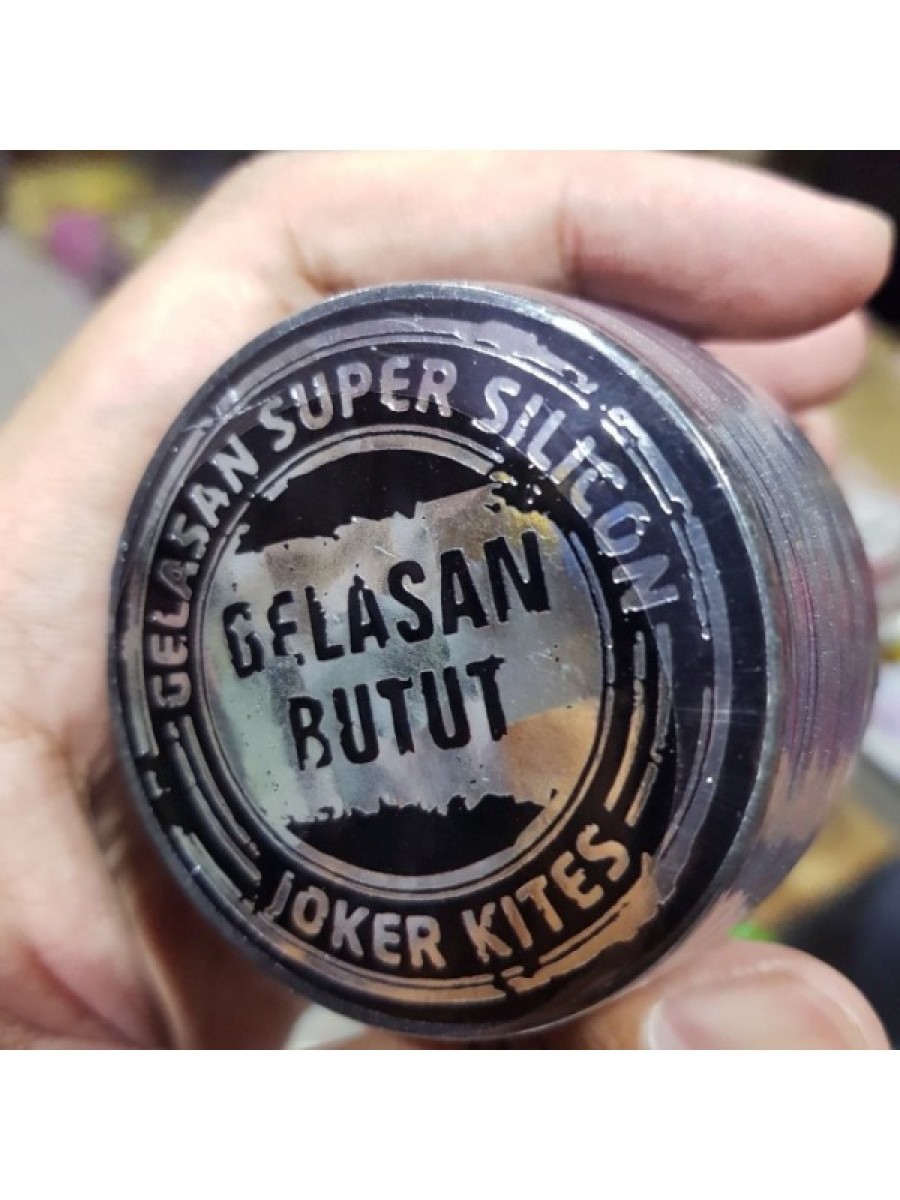 GELASAN SUPER SILICON
GELASAN
BUTUT
JOKER KITES